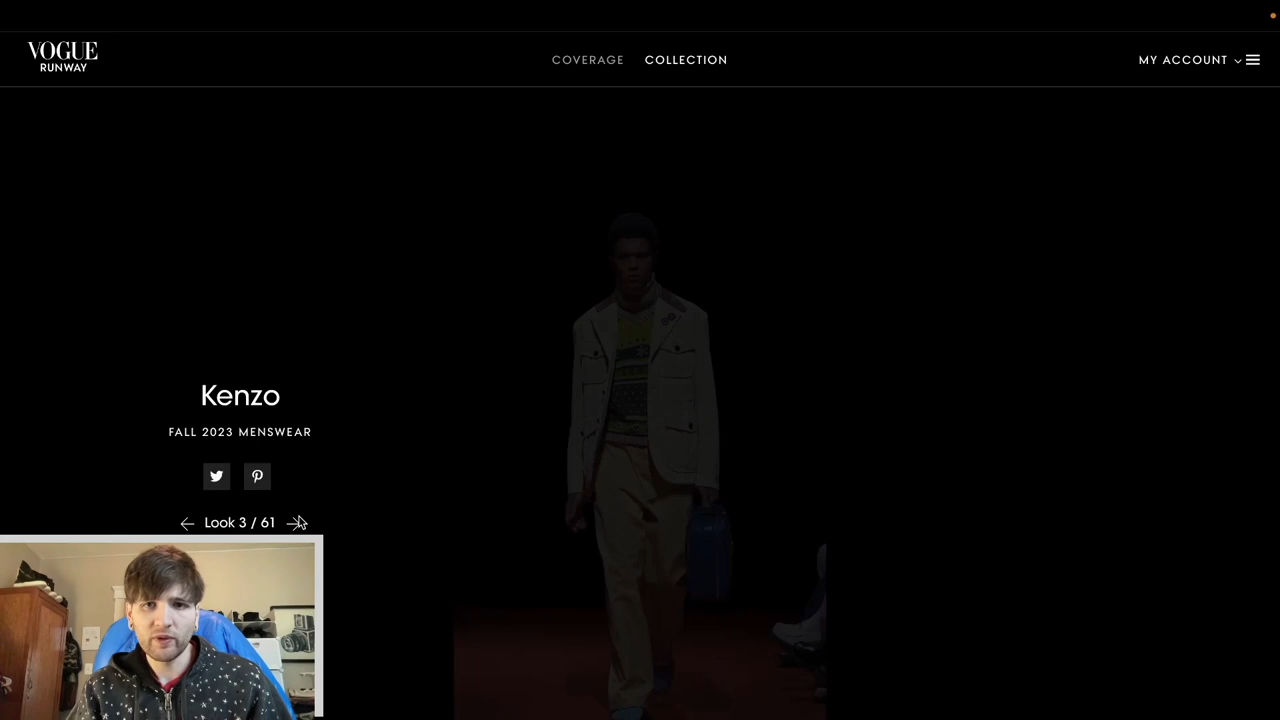 VOGUE
RUNWAY
COVERAGE COLLECTION
MY ACCOUNT
Kenzo
FALL 2023 MENSWEAR
Look 3 / 61